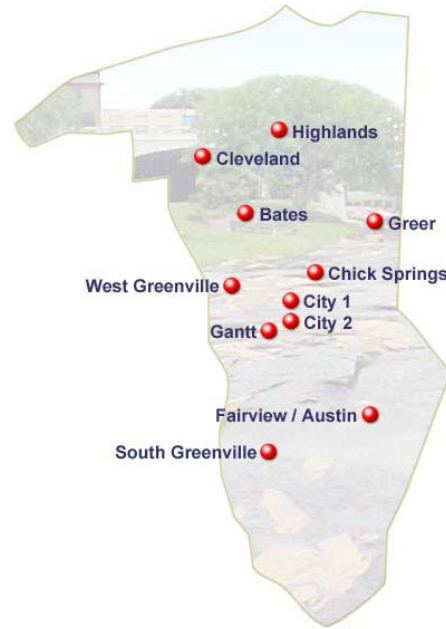 Highlands
Cleveland
Bates
Greer
Chick Springs
West Greenville
City 1
City 2
Gantt
Fairview / Austin
South Greenville